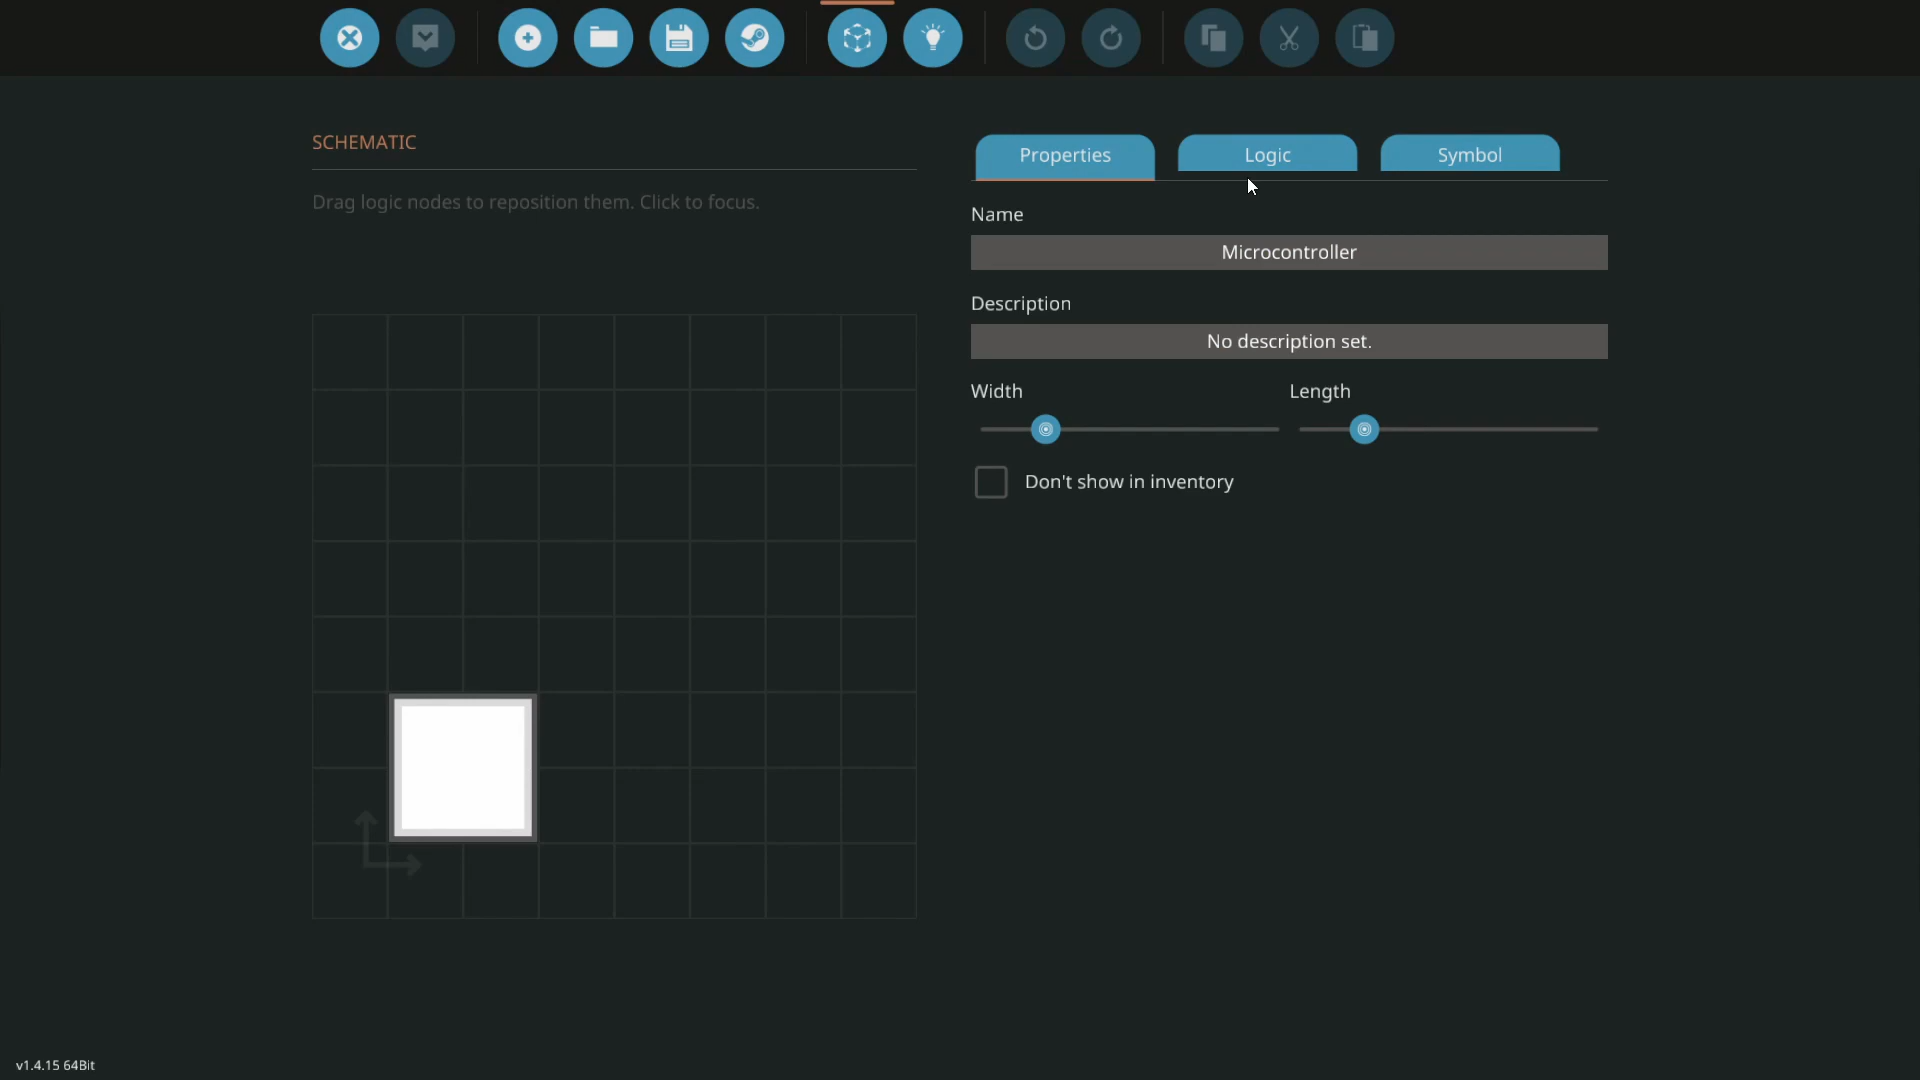 SCHEMATIC
Drag logic nodes to reposition them. Click to focus.
Properties
Logic
Symbol
Name
Microcontroller
Description
No description set.
Width
Length
Don't show in inventory
v1.4.15 64Bit